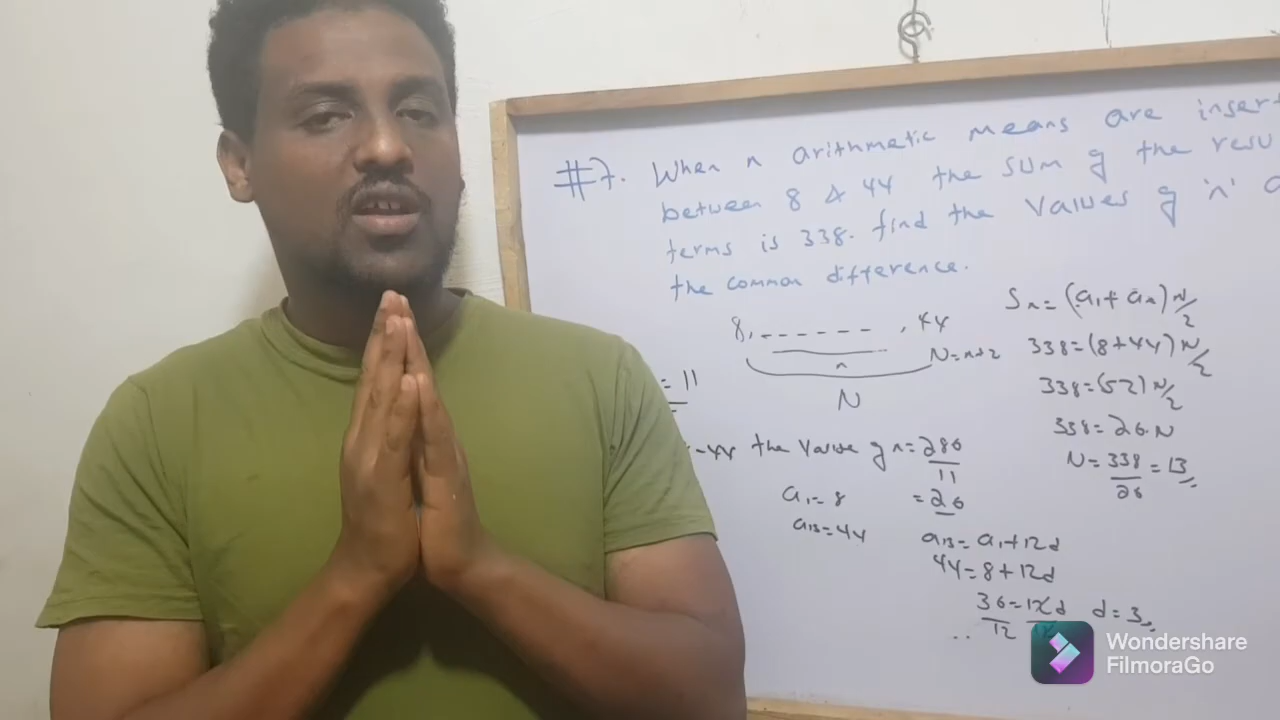 #7. When n arithmetic means are inser
between 8 & 44 the sum of the resu
terms is 338. find the values of 'n'
the common difference.
8, _ _ _ _ _ _ , 44
n
N=n+2
N
Sn=(a1+an)N/2
338=(8+44)N/2
338=(52)N/2
338=26.N
N=338/26=13
=11
the value of n=286/11
=26
a1=8
a13=44
a13=a1+12d
44=8+12d
36/12=12d/12 d=3
Wondershare
FilmoraGo